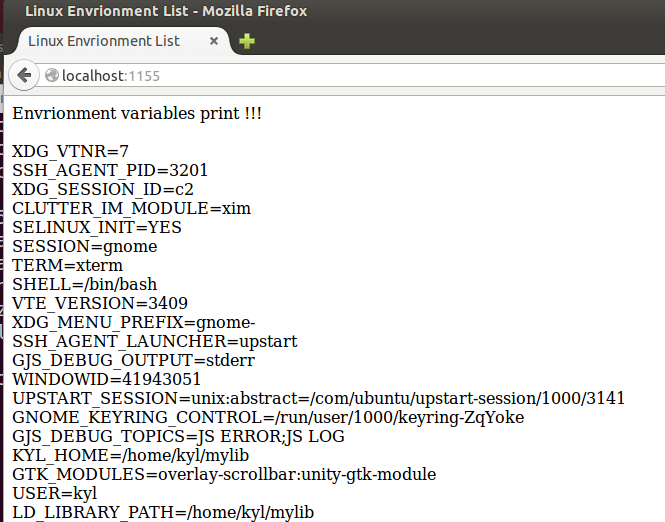 Linux Envrionment List - Mozilla Firefox
Linux Envrionment List
localhost:1155
Envrionment variables print !!!
XDG_VTNR=7
SSH_AGENT_PID=3201
XDG_SESSION_ID=c2
CLUTTER_IM_MODULE=xim
SELINUX_INIT=YES
SESSION=gnome
TERM=xterm
SHELL=/bin/bash
VTE_VERSION=3409
XDG_MENU_PREFIX=gnome-
SSH_AGENT_LAUNCHER=upstart
GJS_DEBUG_OUTPUT=stderr
WINDOWID=41943051
UPSTART_SESSION=unix:abstract=/com/ubuntu/upstart-session/1000/3141
GNOME_KEYRING_CONTROL=/run/user/1000/keyring-ZqYoke
GJS_DEBUG_TOPICS=JS ERROR;JS LOG
KYL_HOME=/home/kyl/mylib
GTK_MODULES=overlay-scrollbar:unity-gtk-module
USER=kyl
LD_LIBRARY_PATH=/home/kyl/mylib